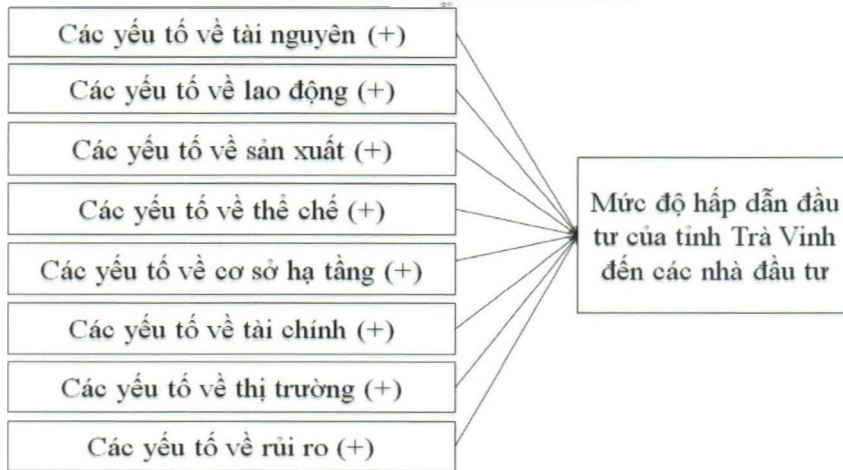 Các yếu tố về tài nguyên (+)
Các yếu tố về lao động (+)
Các yếu tố về sản xuất (+)
Các yếu tố về thể chế (+)
Các yếu tố về cơ sở hạ tầng (+)
Các yếu tố về tài chính (+)
Các yếu tố về thị trường (+)
Các yếu tố về rủi ro (+)
Mức độ hấp dẫn đầu
tư của tỉnh Trà Vinh
đến các nhà đầu tư